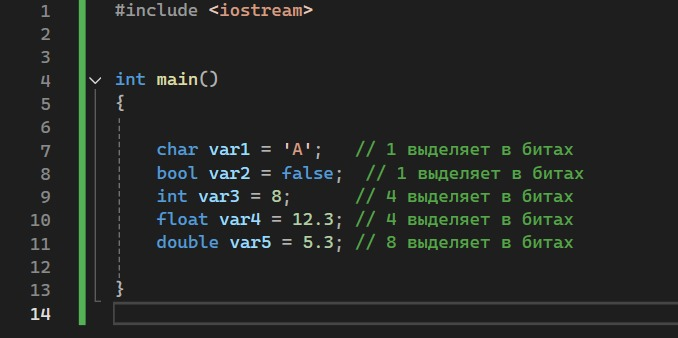 1 #include <iostream>
2
3
4 int main()
5 {
6
7 char var1 = 'A'; // 1 выделяет в битах
8 bool var2 = false; // 1 выделяет в битах
9 int var3 = 8; // 4 выделяет в битах
10 float var4 = 12.3; // 4 выделяет в битах
11 double var5 = 5.3; // 8 выделяет в битах
12
13 }
14